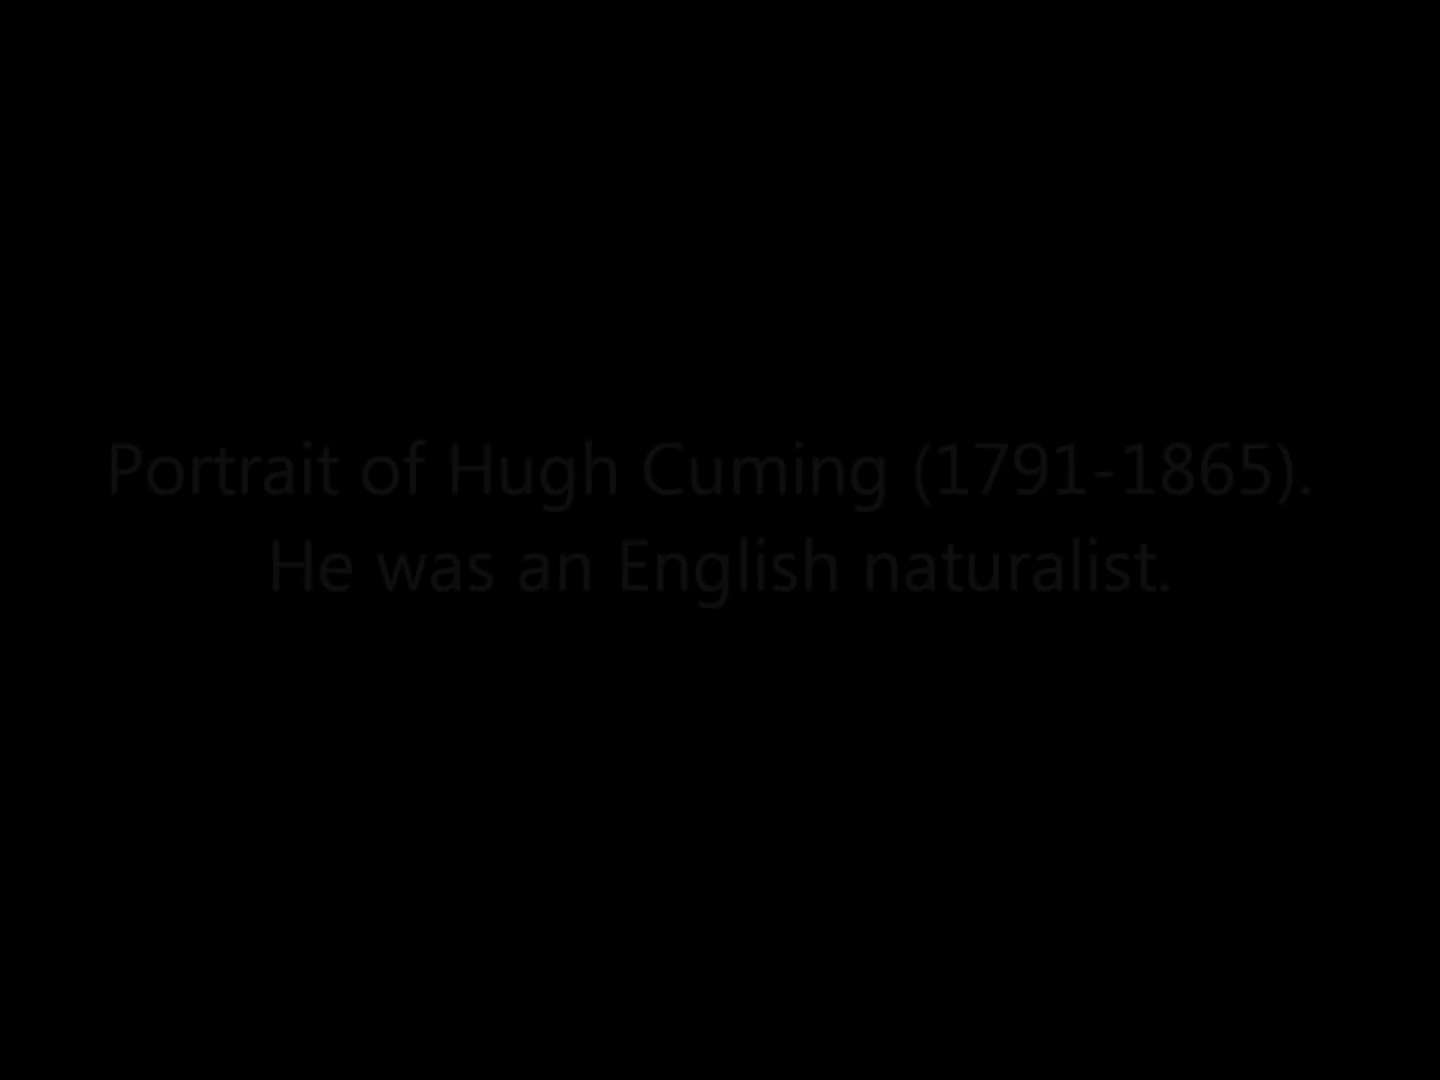 Portrait of Hugh Cuming (1791-1865).
He was an English naturalist.